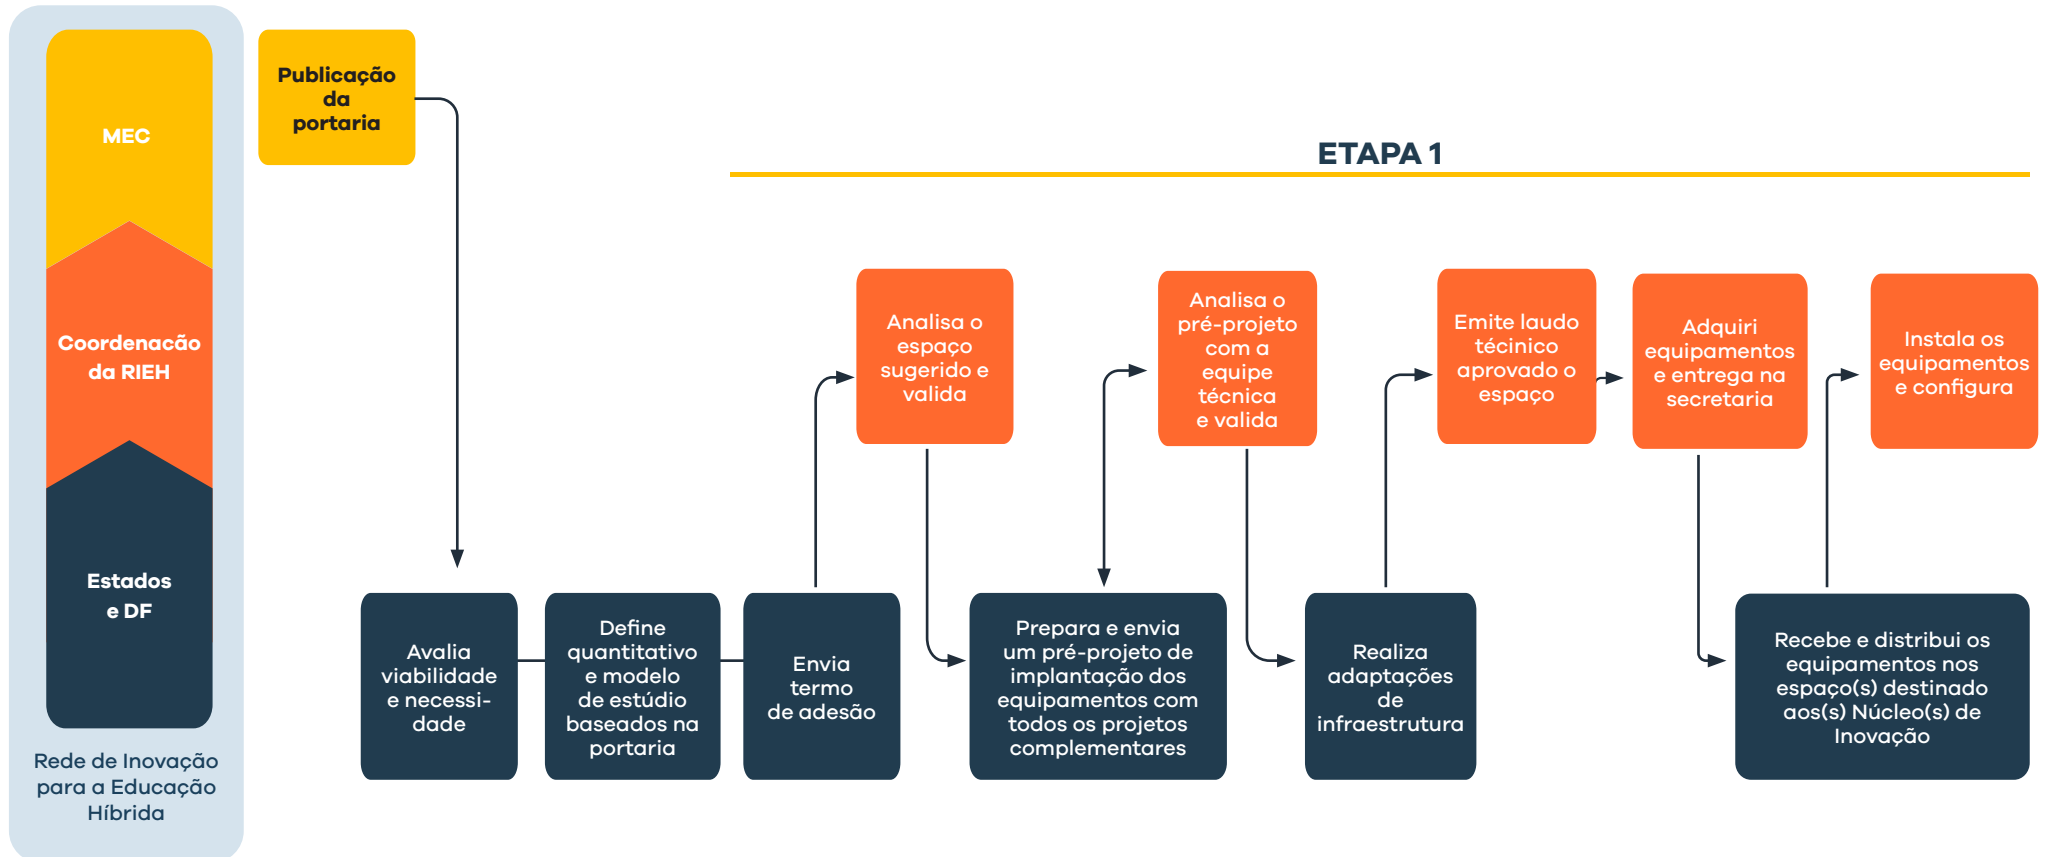 MEC
Coordenacão
da RIEH
Estados
e DF
Rede de Inovação
para a Educação
Híbrida
Publicação
da
portaria
ETAPA 1
Analisa o
espaço
sugerido e
valida
Analisa o
pré-projeto
com a
equipe
técnica
e valida
Emite laudo
técinico
aprovado o
espaço
Adquiri
equipamentos
e entrega na
secretaria
Instala os
equipamentos
e configura
Avalia
viabilidade
e necessi-
dade
Define
quantitativo
e modelo
de estúdio
baseados na
portaria
Envia
termo
de adesão
Prepara e envia
um pré-projeto de
implantação dos
equipamentos com
todos os projetos
complementares
Realiza
adaptações
de
infraestrutura
Recebe e distribui os
equipamentos nos
espaço(s) destinado
aos(s) Núcleo(s) de
Inovação